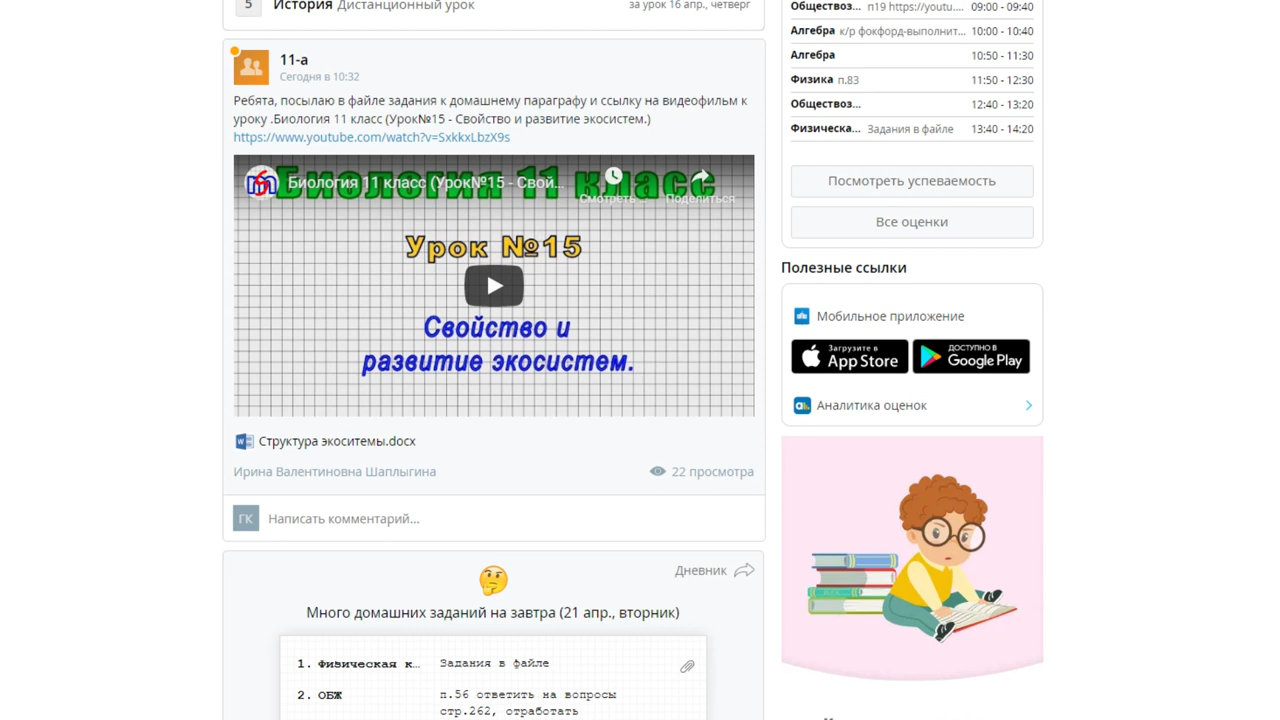 5 История Дистанционный урок за урок 16 апр., четверг
11-а
Сегодня в 10:32
Ребята, посылаю в файле задания к домашнему параграфу и ссылку на видеофильм к
уроку .Биология 11 класс (Урок№15 - Свойство и развитие экосистем.)
https://www.youtube.com/watch?v=SxkkxLbzX9s
Биология 11 класс
Биология 11 класс (Урок№15 - Свой...
Смотреть ...
Поделиться
Урок №15
Свойство и
развитие экосистем.
Структура экоситемы.docx
Ирина Валентиновна Шаплыгина
22 просмотра
ГК Написать комментарий...
Дневник
Много домашних заданий на завтра (21 апр., вторник)
1. Физическая к… Задания в файле
2. ОБЖ п.56 ответить на вопросы
стр.262, отработать
Обществоз... п19 https://youtu.... 09:00 - 09:40
Алгебра к/р фокфорд-выполнит... 10:00 - 10:40
Алгебра 10:50 - 11:30
Физика п.83 11:50 - 12:30
Обществоз... 12:40 - 13:20
Физическа... Задания в файле 13:40 - 14:20
Посмотреть успеваемость
Все оценки
Полезные ссылки
Мобильное приложение
Загрузите в
App Store
ДОСТУПНО В
Google Play
Аналитика оценок